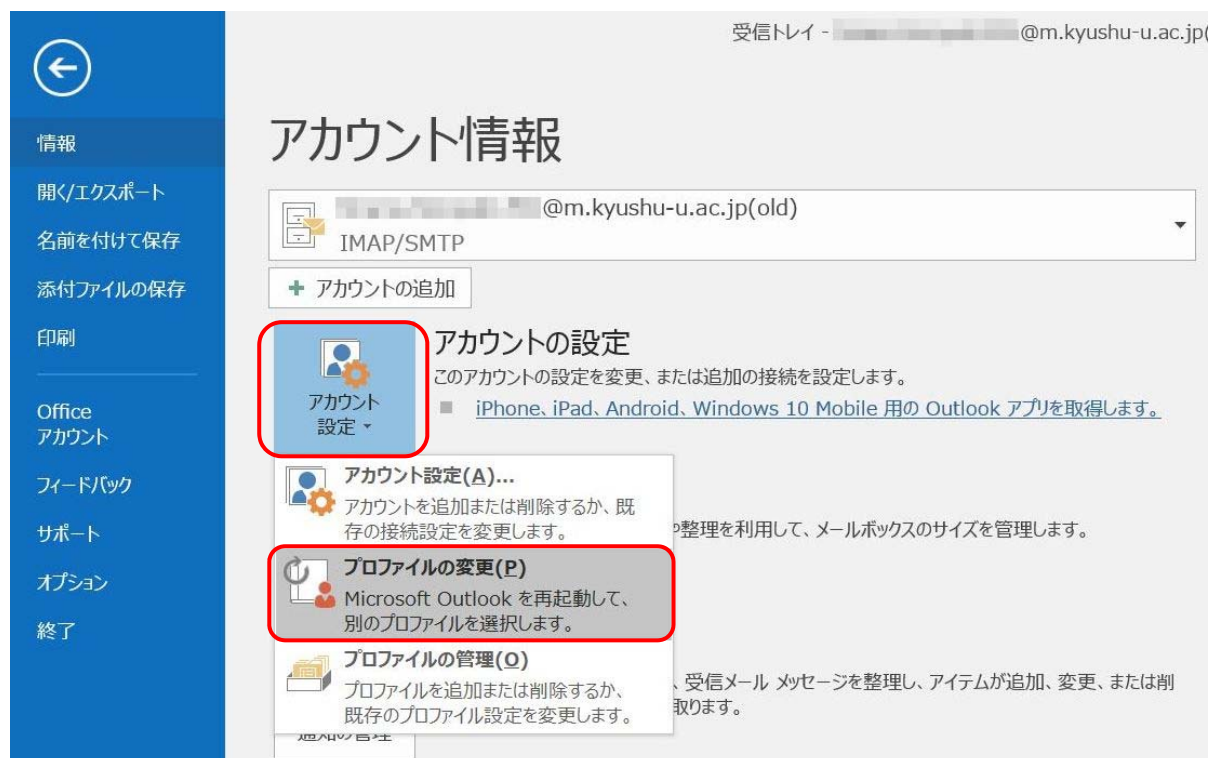 受信トレイ - @m.kyushu-u.ac.jp(
情報
開く/エクスポート
名前を付けて保存
添付ファイルの保存
印刷
Office
アカウント
フィードバック
サポート
オプション
終了
アカウント情報
@m.kyushu-u.ac.jp(old)
IMAP/SMTP
アカウントの追加
アカウント
設定
アカウントの設定
このアカウントの設定を変更、または追加の接続を設定します。
iPhone、iPad、Android、Windows 10 Mobile 用の Outlook アプリを取得します。
アカウント設定(A)...
アカウントを追加または削除するか、既
存の接続設定を変更します。
整理を利用して、メールボックスのサイズを管理します。
プロファイルの変更(P)
Microsoft Outlook を再起動して、
別のプロファイルを選択します。
プロファイルの管理(O)
プロファイルを追加または削除するか、
既存のプロファイル設定を変更します。
、受信メール メッセージを整理し、アイテムが追加、変更、または削
取ります。
通知の管理